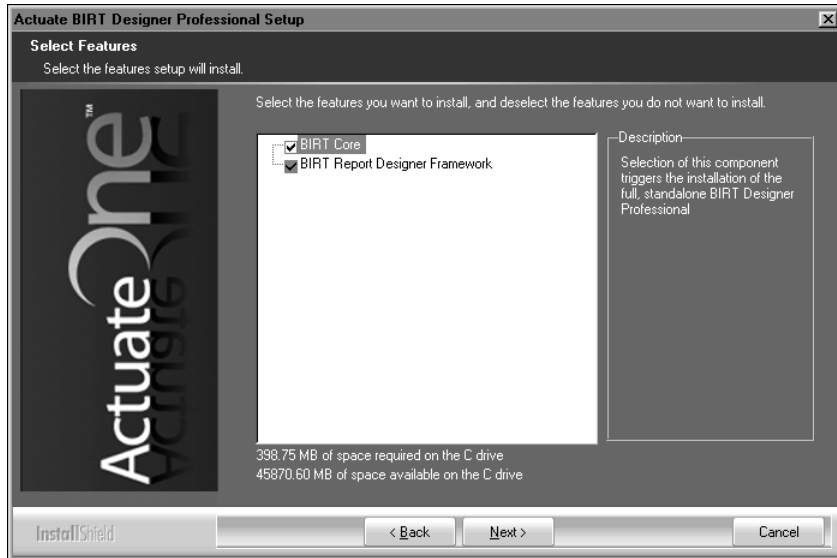 Actuate BIRT Designer Professional Setup
Select Features
Select the features setup will install.
Select the features you want to install, and deselect the features you do not want to install.
BIRT Core
BIRT Report Designer Framework
Description
Selection of this component
triggers the installation of the
full, standalone BIRT Designer
Professional
ActuateOne™
398.75 MB of space required on the C drive
45870.60 MB of space available on the C drive
InstallShield
< Back
Next >
Cancel